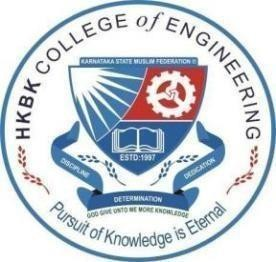 HKBK COLLEGE of ENGINEERING
KARNATAKA STATE MUSLIM FEDERATION ®
ESTD:1997
DISCIPLINE
DEDICATION
DETERMINATION
GOD GIVE UNTO ME MORE KNOWLEDGE
Pursuit of Knowledge is Eternal